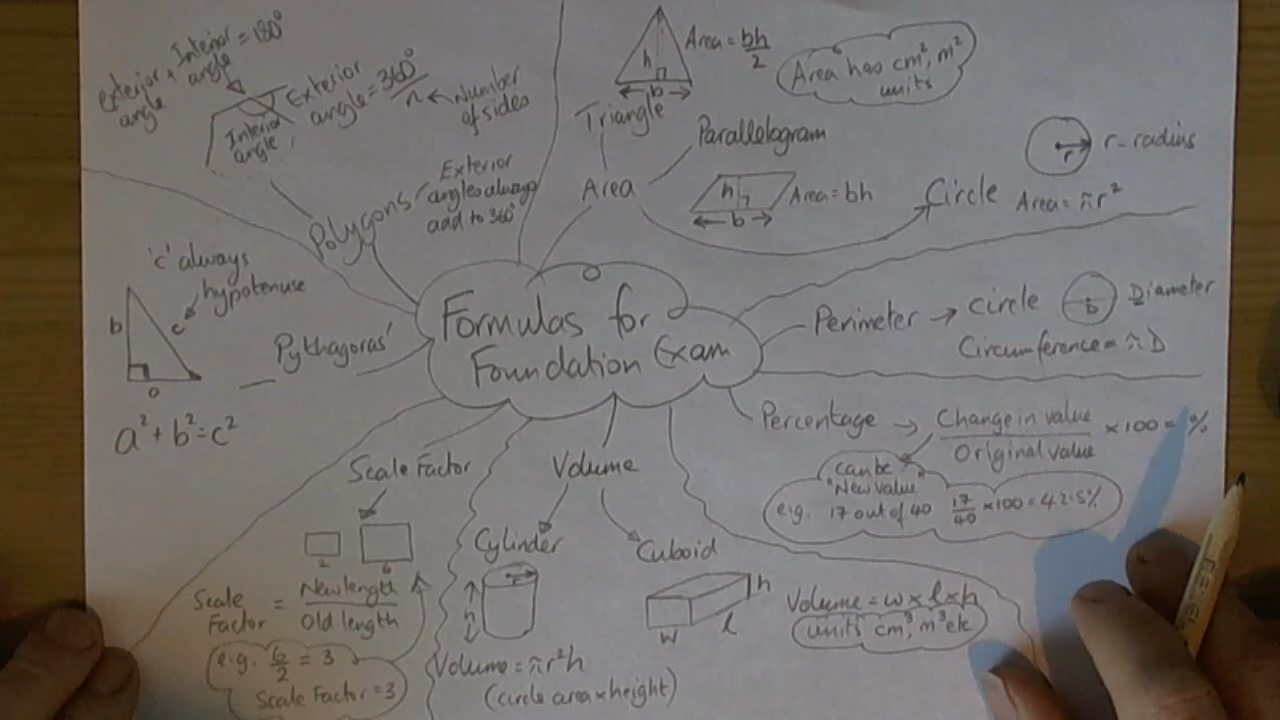 Formulas for
Foundation Exam
Polygons
Exterior
angles always
add to 360°
exterior + Interior = 180°
angle angle
Interior
angle
Exterior
angle = 360°
n ← Number
of sides
Area
Triangle
h
b
Area = bh
2
Area has cm², m²
units
Parallelogram
h
b
Area = bh
Circle
r
r - radius
Area = πr²
Perimeter → Circle
D
Diameter
Circumference = πD
Percentage → Change in value × 100 = %
Original value
can be
"New value"
e.g. 17 out of 40 17 × 100 = 42.5%
40
Volume
Cuboid
h
w
l
Volume = w × l × h
units cm³, m³ etc
Cylinder
r
h
Volume = πr²h
(circle area × height)
Scale Factor
2
6
Scale
Factor = New length
Old length
e.g. 6 = 3
2
Scale Factor = 3
Pythagoras'
'c' always
hypotenuse
b
c
a
a² + b² = c²